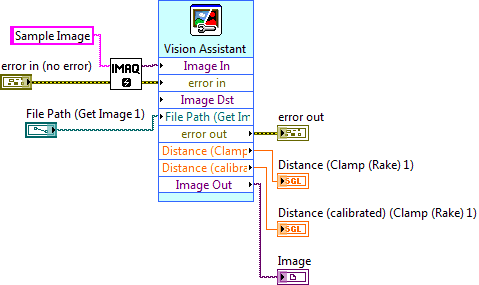 Sample Image
Vision Assistant
error in (no error)
IMAQ
Image In
error in
Image Dst
File Path (Get Image 1)
File Path (Get Im
error out
error out
Distance (Clamp
Distance (Clamp (Rake) 1)
SGL
Distance (calibra
Image Out
Distance (calibrated) (Clamp (Rake) 1)
SGL
Image